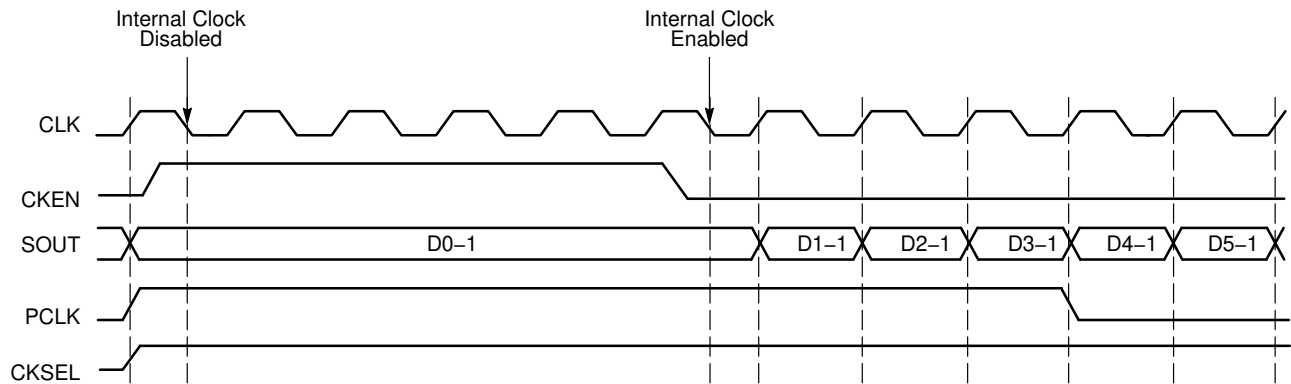 Internal Clock
Disabled
Internal Clock
Enabled
CLK
CKEN
SOUT
D0–1
D1–1
D2–1
D3–1
D4–1
D5–1
PCLK
CKSEL